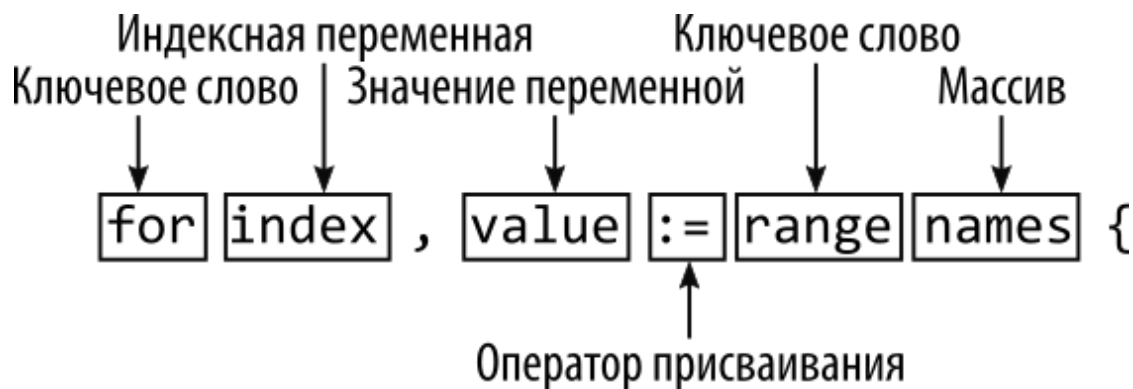 Индексная переменная Ключевое слово
Ключевое слово Значение переменной Массив
for index , value := range names {
Оператор присваивания